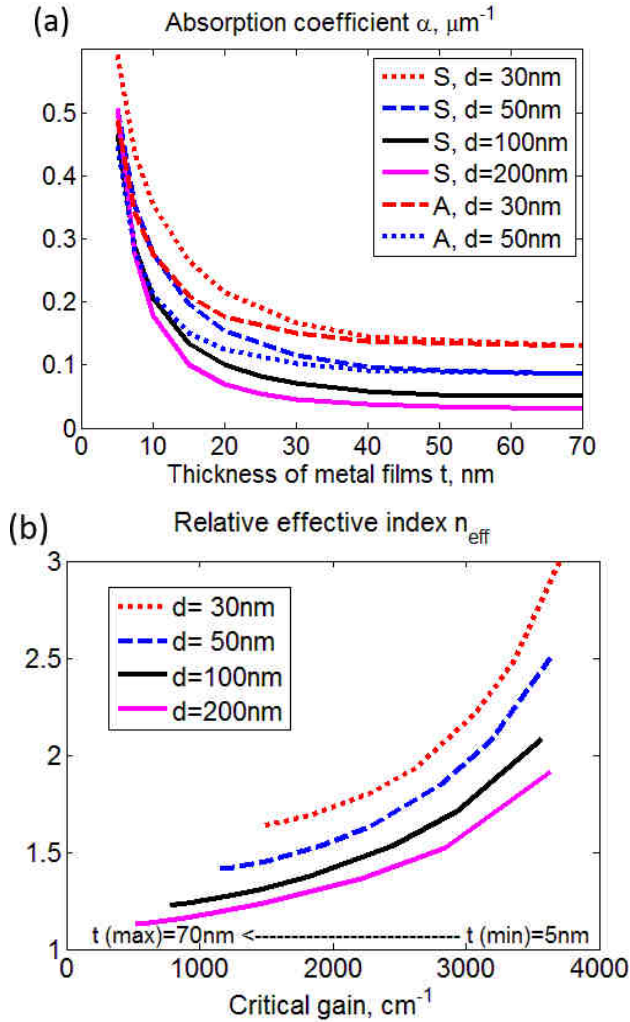 (a)
Absorption coefficient α, μm⁻¹
S, d= 30nm
S, d= 50nm
S, d=100nm
S, d=200nm
A, d= 30nm
A, d= 50nm
0.5
0.4
0.3
0.2
0.1
0
0 10 20 30 40 50 60 70
Thickness of metal films t, nm
(b)
Relative effective index n_eff
d= 30nm
d= 50nm
d=100nm
d=200nm
3
2.5
2
1.5
1
t (max)=70nm <---------------------- t (min)=5nm
0 1000 2000 3000 4000
Critical gain, cm⁻¹